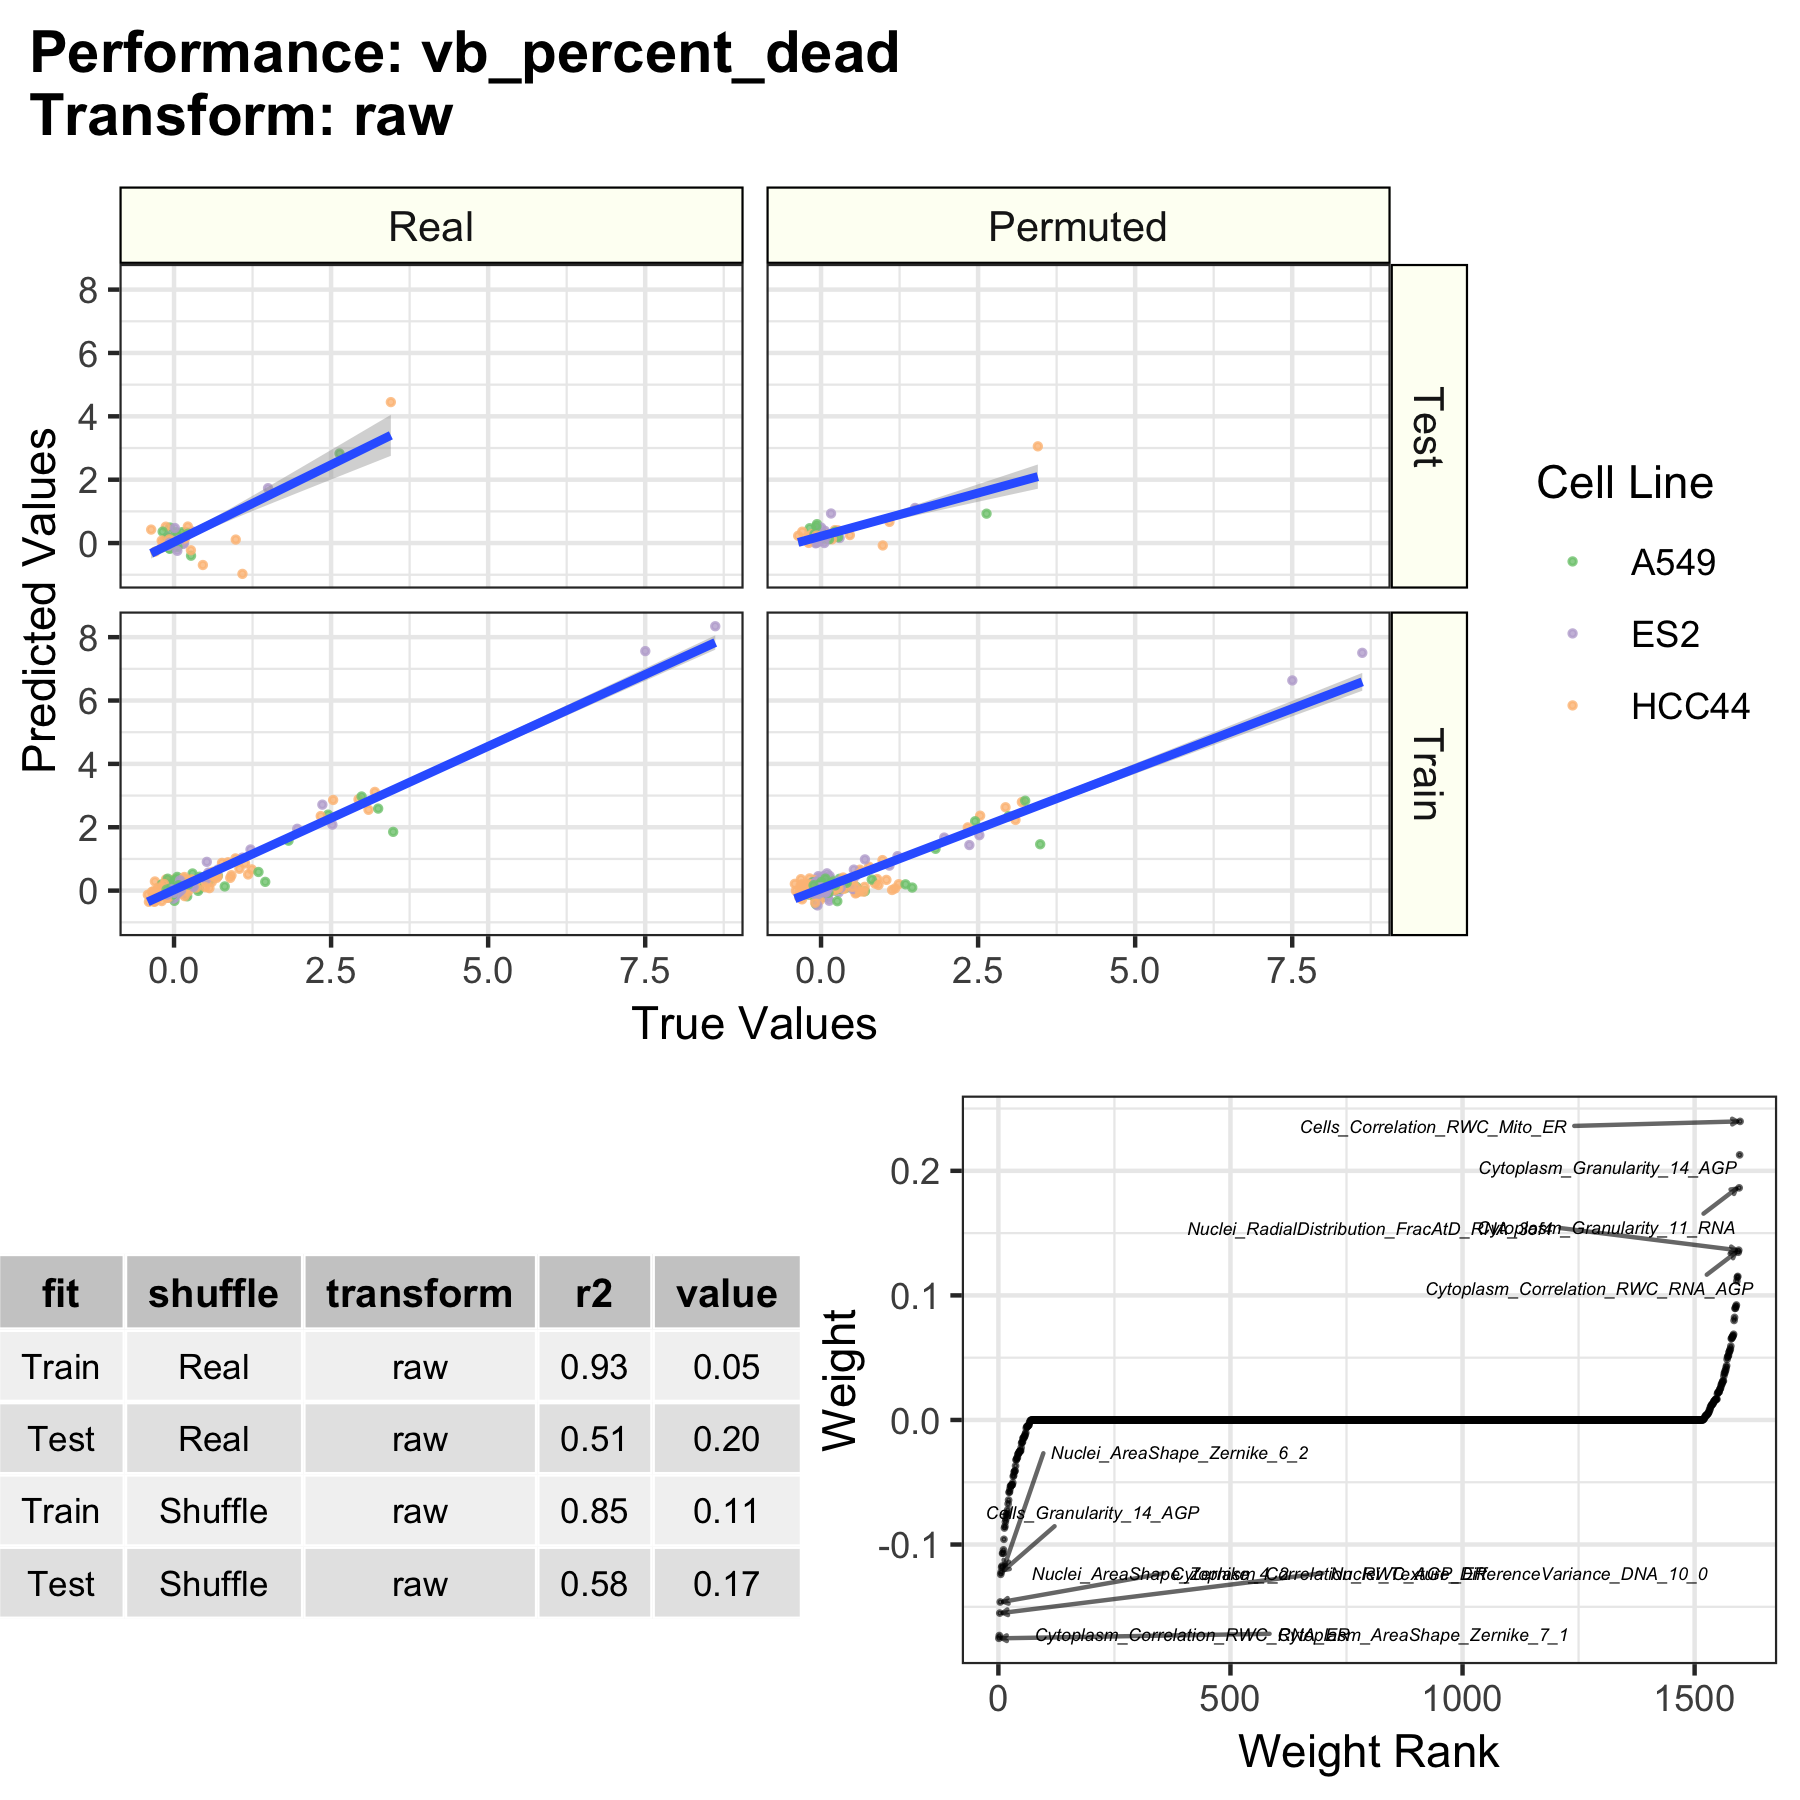 Performance: vb_percent_dead
Transform: raw
Real
Permuted
8
6
4
2
0
Test
8
6
4
2
0
Train
0.0
2.5
5.0
7.5
0.0
2.5
5.0
7.5
Predicted Values
True Values
Cell Line
A549
ES2
HCC44
fit shuffle transform r2 value
Train Real raw 0.93 0.05
Test Real raw 0.51 0.20
Train Shuffle raw 0.85 0.11
Test Shuffle raw 0.58 0.17
Weight
0.2
0.1
0.0
-0.1
Cells_Correlation_RWC_Mito_ER
Cytoplasm_Granularity_14_AGP
Nuclei_RadialDistribution_FracAtD_RNA_3of4
Cytoplasm_Granularity_11_RNA
Cytoplasm_Correlation_RWC_RNA_AGP
Nuclei_AreaShape_Zernike_6_2
Cells_Granularity_14_AGP
Nuclei_AreaShape_Zernike_4_2
Cytoplasm_Correlation_RWC_AGP_ER
Nuclei_Texture_DifferenceVariance_DNA_10_0
Cytoplasm_Correlation_RWC_RNA_ER
Cytoplasm_AreaShape_Zernike_7_1
0
500
1000
1500
Weight Rank